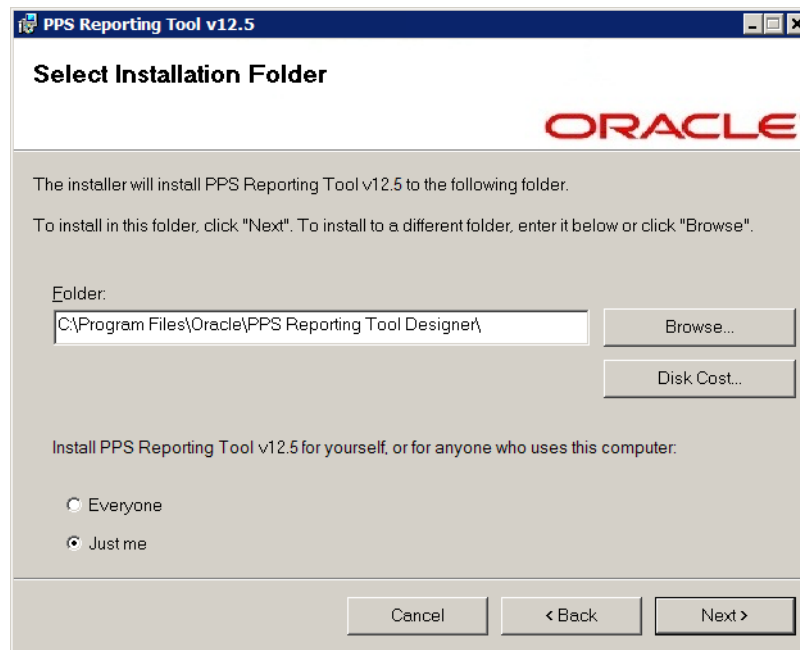 PPS Reporting Tool v12.5
Select Installation Folder
ORACLE
The installer will install PPS Reporting Tool v12.5 to the following folder.
To install in this folder, click "Next". To install to a different folder, enter it below or click "Browse".
Folder:
C:\Program Files\Oracle\PPS Reporting Tool Designer\
Browse...
Disk Cost...
Install PPS Reporting Tool v12.5 for yourself, or for anyone who uses this computer:
Everyone
Just me
Cancel
< Back
Next >